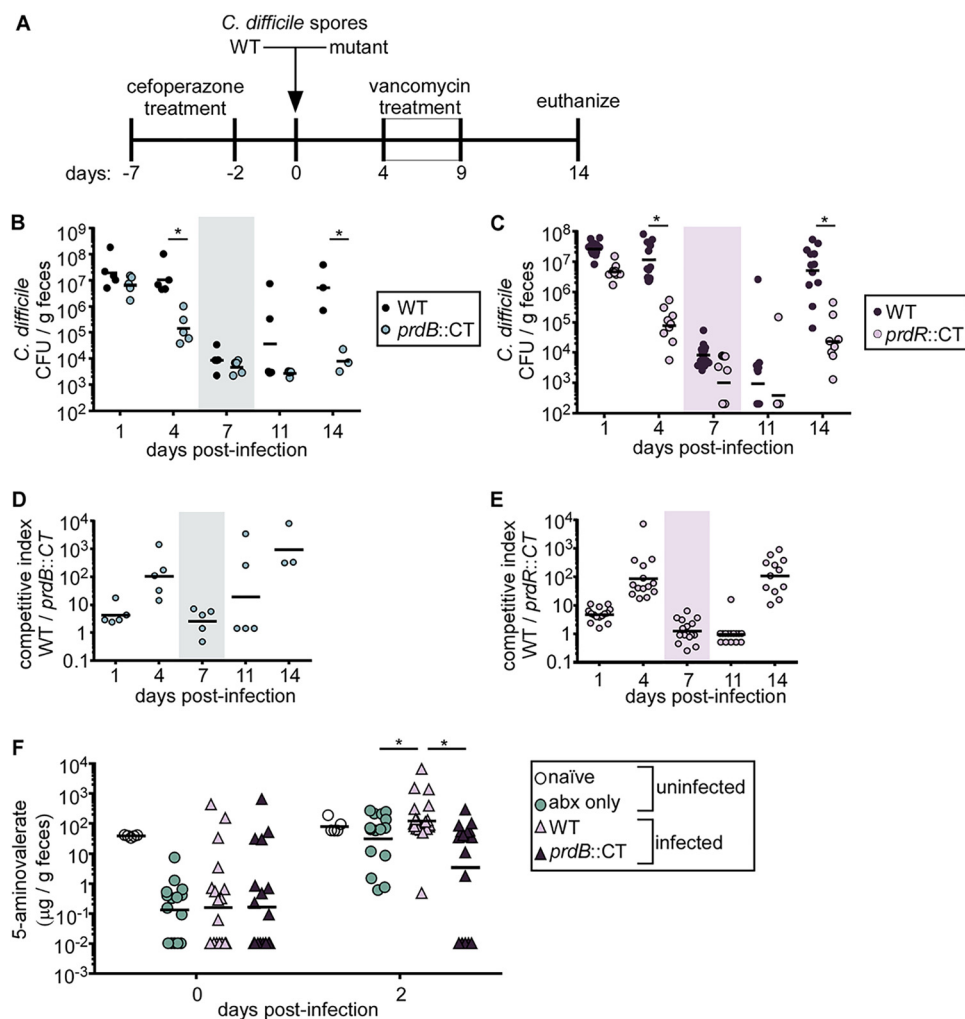 A
C. difficile spores
WT mutant
cefoperazone treatment
vancomycin treatment
euthanize
days: -7 -2 0 4 9 14
B
C. difficile
CFU / g feces
10⁹
10⁸
10⁷
10⁶
10⁵
10⁴
10³
10²
*
*
1 4 7 11 14
days post-infection
WT
prdB::CT
C
C. difficile
CFU / g feces
10⁸
10⁷
10⁶
10⁵
10⁴
10³
10²
*
*
1 4 7 11 14
days post-infection
WT
prdR::CT
D
competitive index
WT / prdB::CT
10⁴
10³
10²
10
1
0.1
1 4 7 11 14
days post-infection
E
competitive index
WT / prdR::CT
10⁴
10³
10²
10
1
0.1
1 4 7 11 14
days post-infection
F
5-aminovalerate
(µg / g feces)
10⁴
10³
10²
10
1
10⁻¹
10⁻²
10⁻³
* *
0 2
days post-infection
naïve
abx only
uninfected
WT
prdB::CT
infected